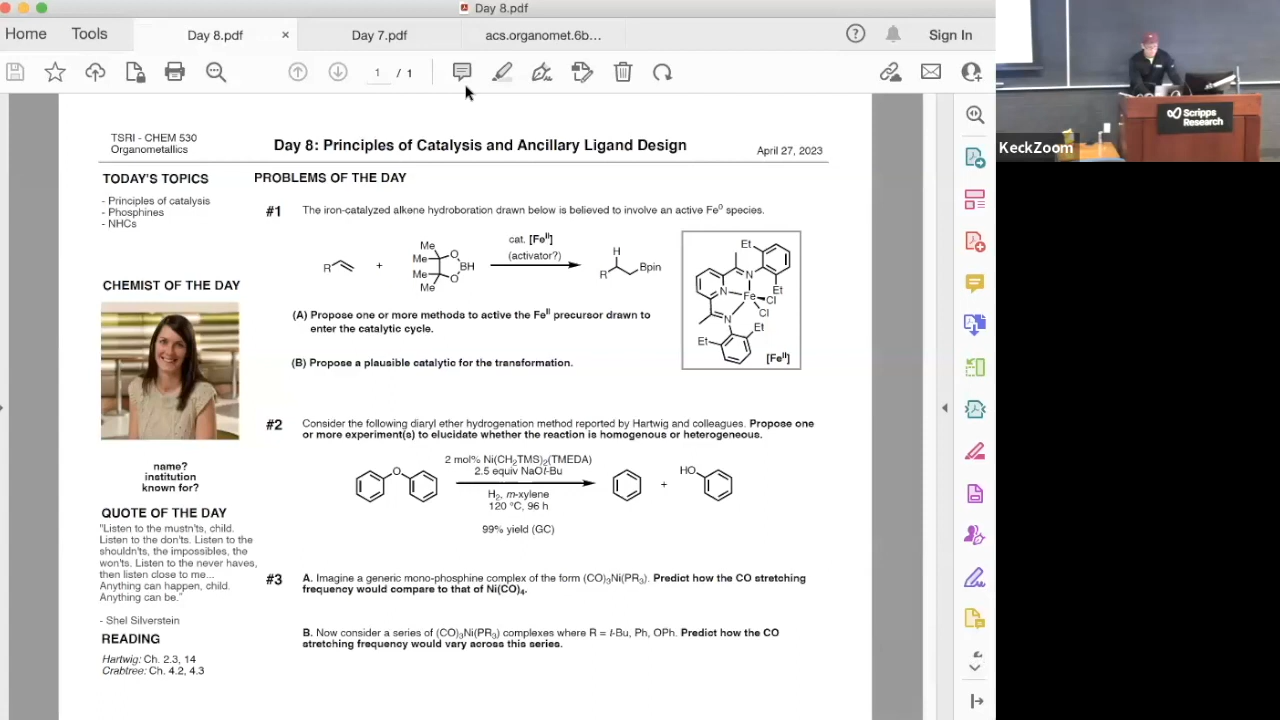 Day 8.pdf
Home
Tools
Day 8.pdf
×
Day 7.pdf
acs.organomet.6b...
Sign In
1 / 1
Scripps
Research
KeckZoom
TSRI - CHEM 530
Organometallics
Day 8: Principles of Catalysis and Ancillary Ligand Design
April 27, 2023
TODAY'S TOPICS
- Principles of catalysis
- Phosphines
- NHCs
CHEMIST OF THE DAY
name?
institution
known for?
QUOTE OF THE DAY
"Listen to the mustn'ts, child.
Listen to the don'ts. Listen to the
shouldn'ts, the impossibles, the
won'ts. Listen to the never haves,
then listen close to me...
Anything can happen, child.
Anything can be."
- Shel Silverstein
READING
Hartwig: Ch. 2.3, 14
Crabtree: Ch. 4.2, 4.3
PROBLEMS OF THE DAY
#1 The iron-catalyzed alkene hydroboration drawn below is believed to involve an active Fe⁰ species.
R
+
Me
Me
Me
Me
O
O
BH
cat. [Feᴵᴵ]
(activator?)
H
R
Bpin
Et
N
Et
N
Fe
Cl
Cl
N
Et
Et
[Feᴵᴵ]
(A) Propose one or more methods to active the Feᴵᴵ precursor drawn to
enter the catalytic cycle.
(B) Propose a plausible catalytic for the transformation.
#2 Consider the following diaryl ether hydrogenation method reported by Hartwig and colleagues. Propose one
or more experiment(s) to elucidate whether the reaction is homogenous or heterogeneous.
O
2 mol% Ni(CH₂TMS)₂(TMEDA)
2.5 equiv NaOt-Bu
H₂, m-xylene
120 °C, 96 h
99% yield (GC)
+
HO
#3 A. Imagine a generic mono-phosphine complex of the form (CO)₃Ni(PR₃). Predict how the CO stretching
frequency would compare to that of Ni(CO)₄.
B. Now consider a series of (CO)₃Ni(PR₃) complexes where R = t-Bu, Ph, OPh. Predict how the CO
stretching frequency would vary across this series.